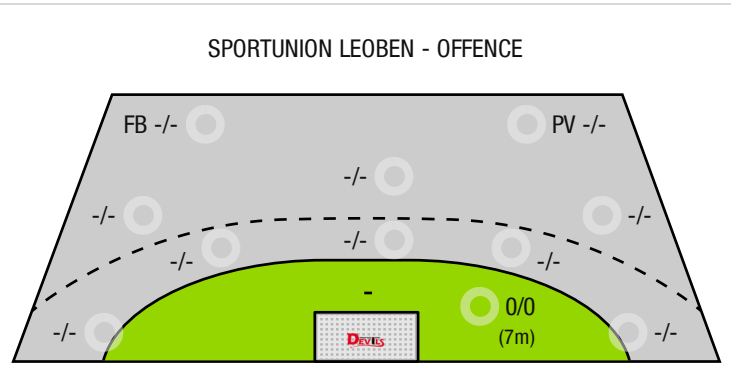 SPORTUNION LEOBEN - OFFENCE
FB -/-
PV -/-
-/-
-/-
-/-
-/-
-/-
-/-
-
0/0
(7m)
-/-
DEVILS
-/-